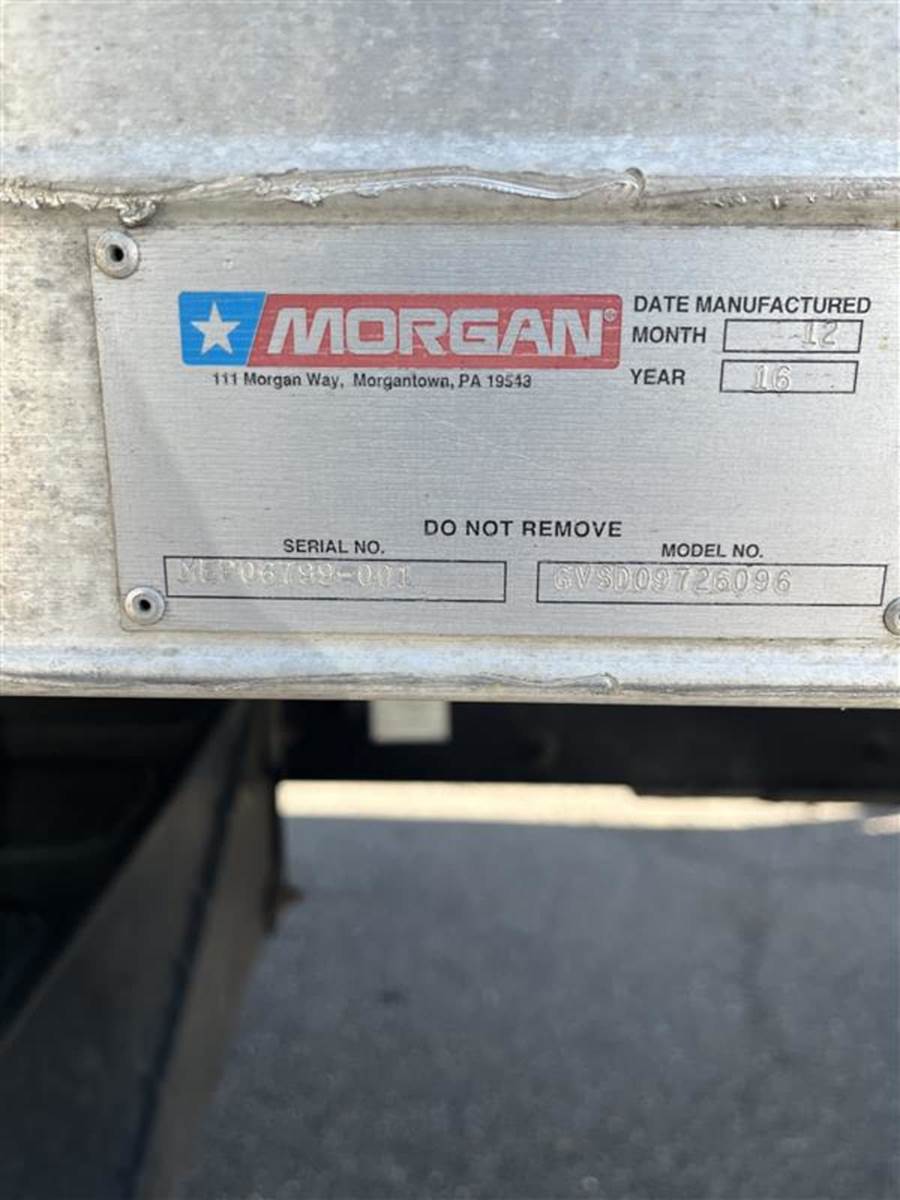 MORGAN®
111 Morgan Way, Morgantown, PA 19543
DATE MANUFACTURED
MONTH 12
YEAR 16
DO NOT REMOVE
SERIAL NO.
MODEL NO.
GVSD09726096